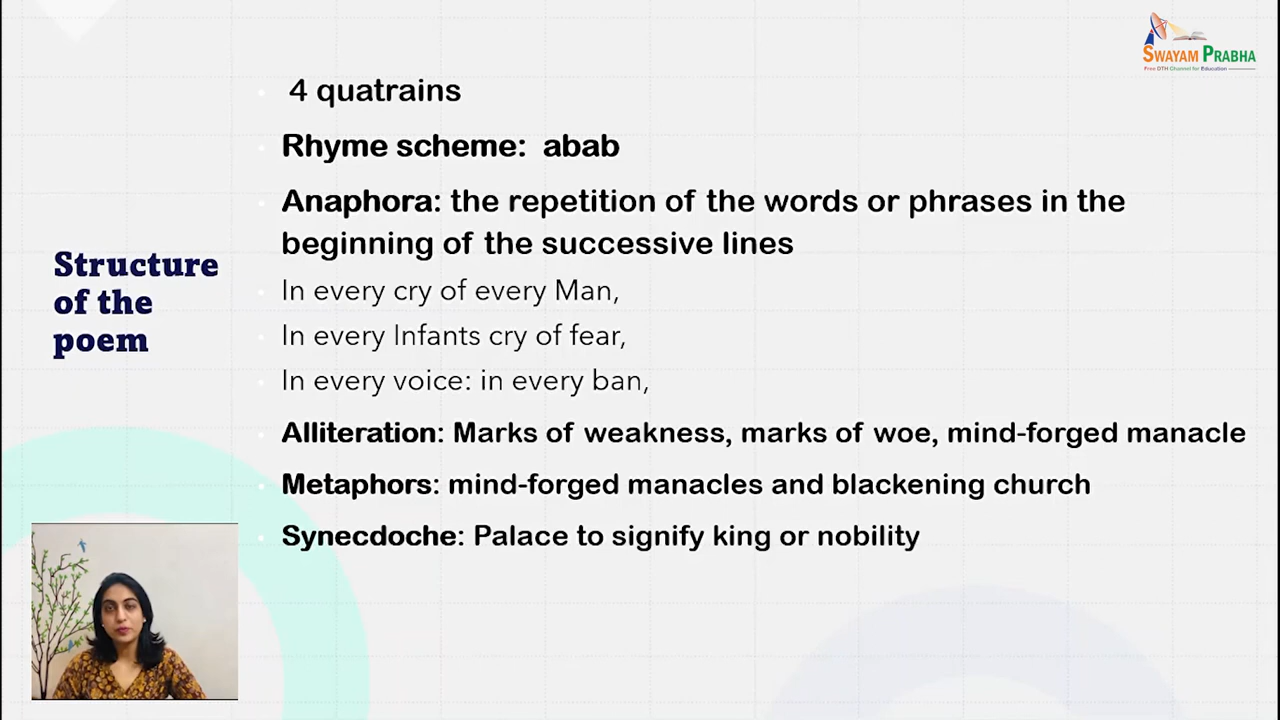 SWAYAM PRABHA
Free DTH Channel for Education
4 quatrains
Rhyme scheme: abab
Anaphora: the repetition of the words or phrases in the
beginning of the successive lines
Structure
of the
poem
In every cry of every Man,
In every Infants cry of fear,
In every voice: in every ban,
Alliteration: Marks of weakness, marks of woe, mind-forged manacle
Metaphors: mind-forged manacles and blackening church
Synecdoche: Palace to signify king or nobility